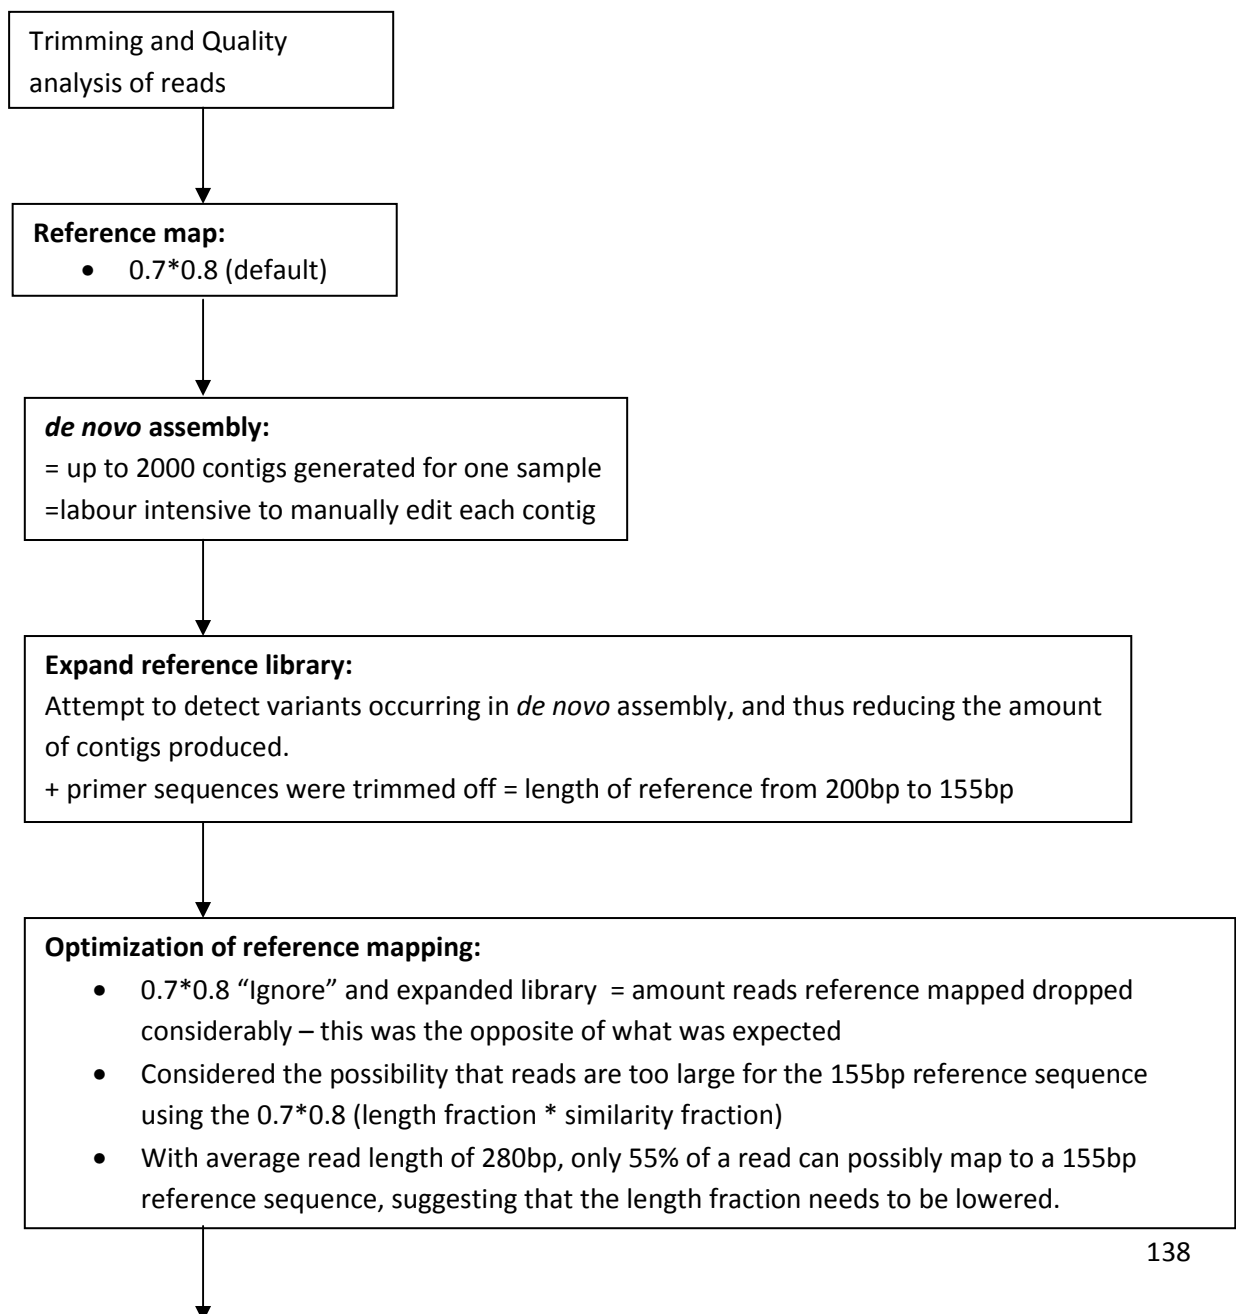 Trimming and Quality
analysis of reads
Reference map:
• 0.7*0.8 (default)
de novo assembly:
= up to 2000 contigs generated for one sample
=labour intensive to manually edit each contig
Expand reference library:
Attempt to detect variants occurring in de novo assembly, and thus reducing the amount
of contigs produced.
+ primer sequences were trimmed off = length of reference from 200bp to 155bp
Optimization of reference mapping:
• 0.7*0.8 “Ignore” and expanded library = amount reads reference mapped dropped
considerably – this was the opposite of what was expected
• Considered the possibility that reads are too large for the 155bp reference sequence
using the 0.7*0.8 (length fraction * similarity fraction)
• With average read length of 280bp, only 55% of a read can possibly map to a 155bp
reference sequence, suggesting that the length fraction needs to be lowered.
138